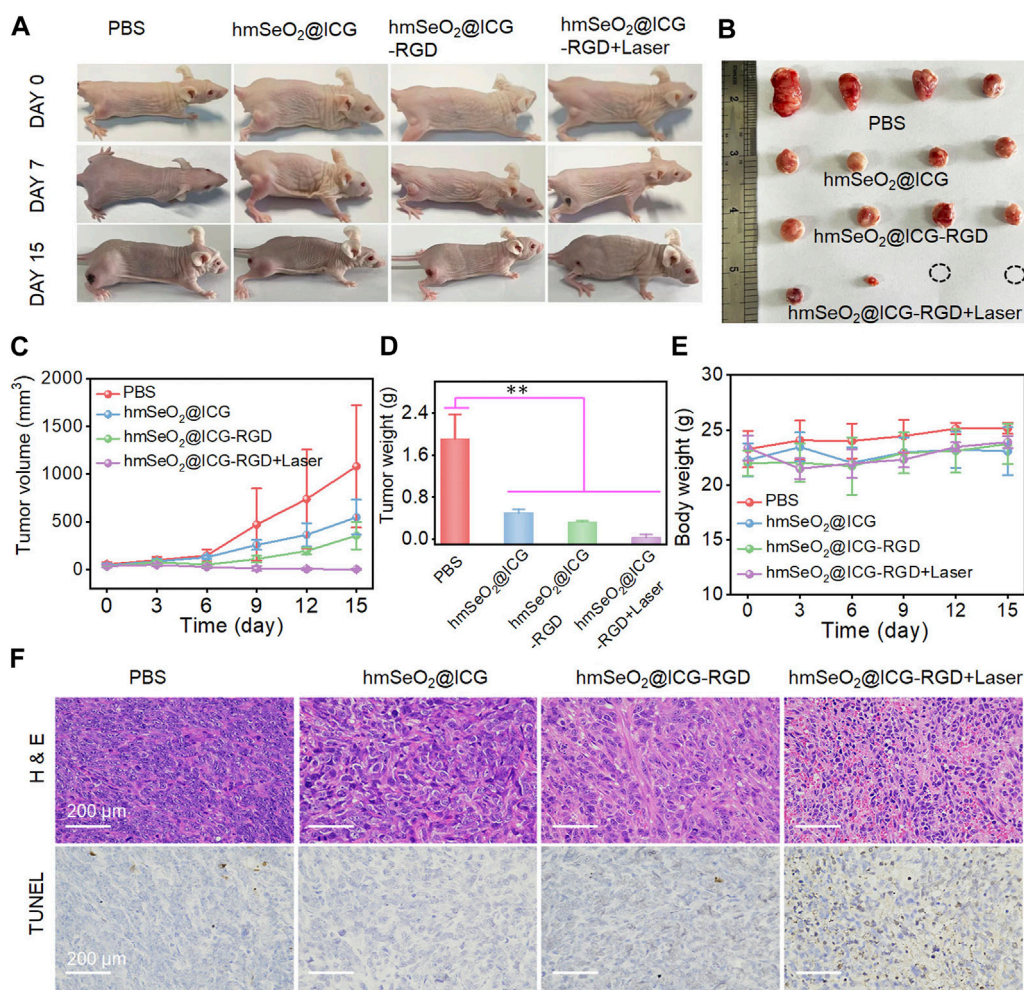 A
PBS
hmSeO₂@ICG
hmSeO₂@ICG
-RGD
hmSeO₂@ICG
-RGD+Laser
DAY 0
DAY 7
DAY 15
B
2
3
4
5
PBS
hmSeO₂@ICG
hmSeO₂@ICG-RGD
hmSeO₂@ICG-RGD+Laser
C
Tumor volume (mm³)
2000
1500
1000
500
0
PBS
hmSeO₂@ICG
hmSeO₂@ICG-RGD
hmSeO₂@ICG-RGD+Laser
0 3 6 9 12 15
Time (day)
D
Tumor weight (g)
2.4
1.6
0.8
0
**
PBS
hmSeO₂@ICG
hmSeO₂@ICG
-RGD
hmSeO₂@ICG
-RGD+Laser
E
Body weight (g)
30
25
20
15
10
PBS
hmSeO₂@ICG
hmSeO₂@ICG-RGD
hmSeO₂@ICG-RGD+Laser
0 3 6 9 12 15
Time (day)
F
PBS
hmSeO₂@ICG
hmSeO₂@ICG-RGD
hmSeO₂@ICG-RGD+Laser
H & E
200 μm
TUNEL
200 μm